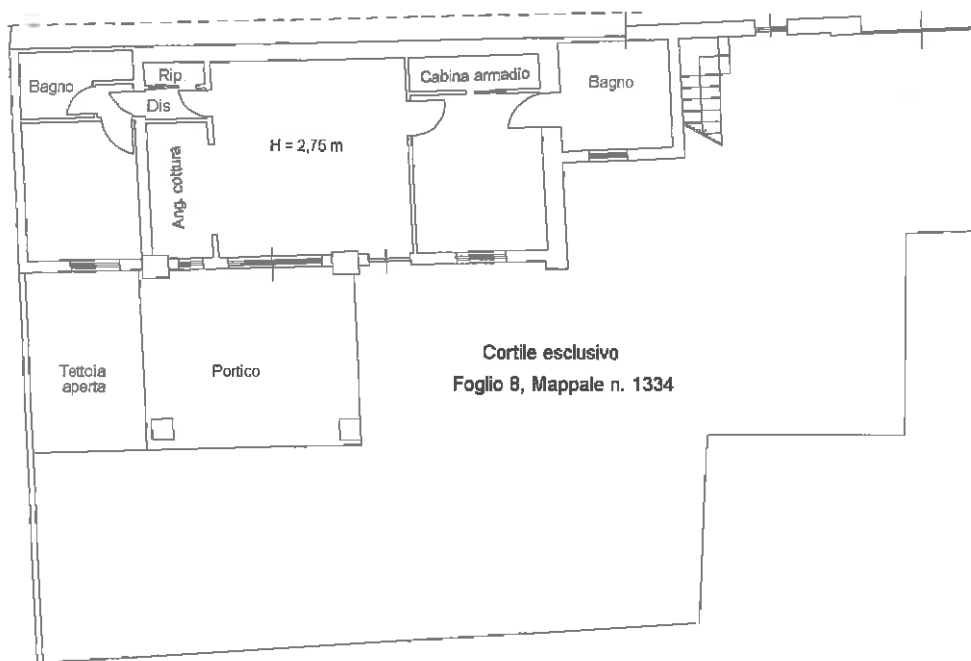 Bagno
Rip.
Cabina armadio
Bagno
Dis
H = 2,75 m
Ang. cottura
Cortile esclusivo
Foglio 8, Mappale n. 1334
Tettoia
aperta
Portico